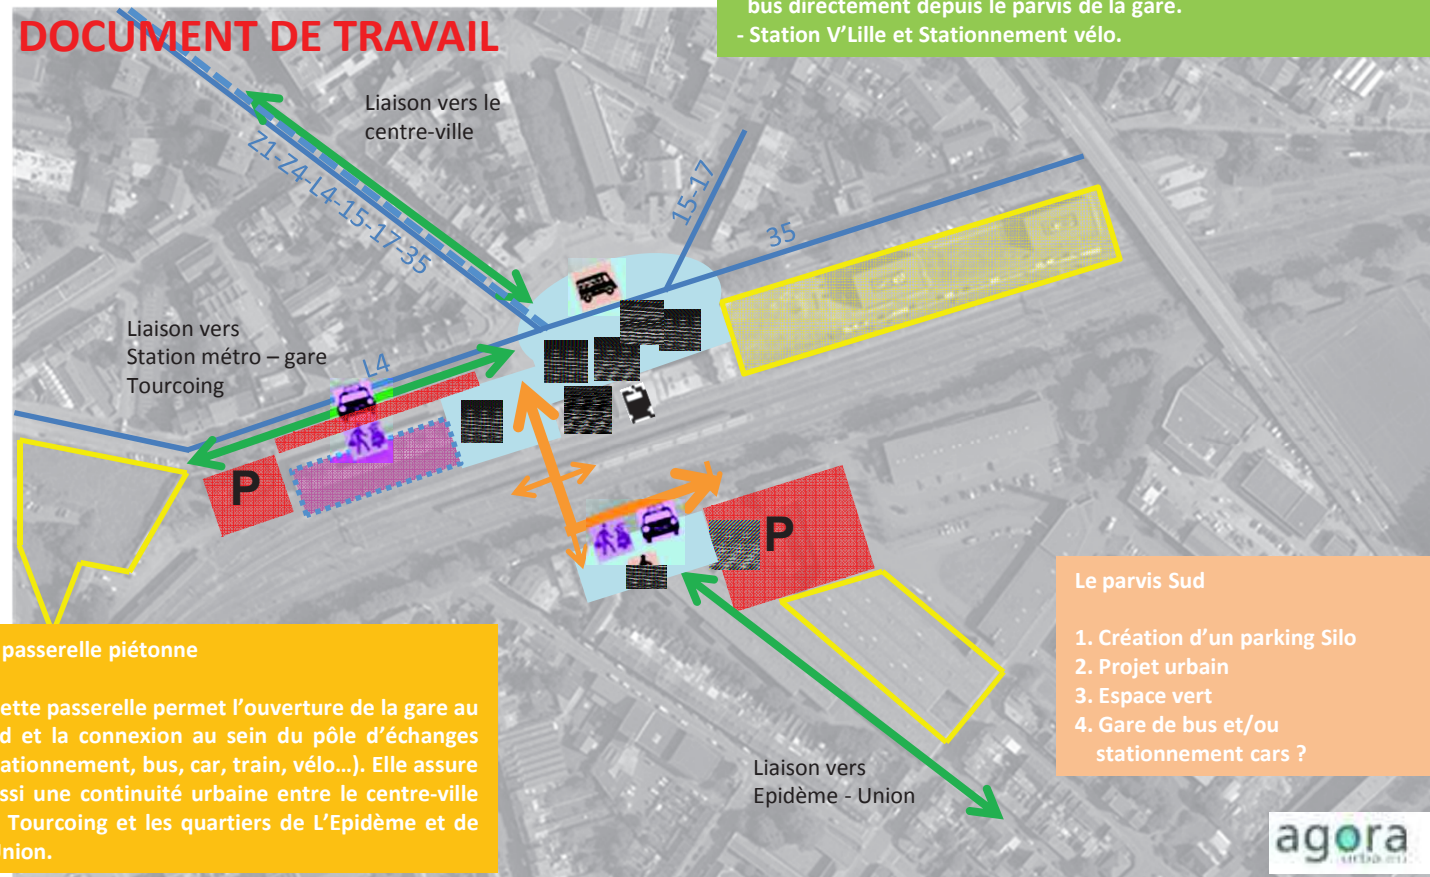 bus directement depuis le parvis de la gare.
- Station V'Lille et Stationnement vélo.
DOCUMENT DE TRAVAIL
Liaison vers le
centre-ville
Z1-Z4-L4-15-17-35
15-17
35
Liaison vers
Station métro – gare
Tourcoing
L4
P
P
Le parvis Sud
1. Création d’un parking Silo
2. Projet urbain
3. Espace vert
4. Gare de bus et/ou
stationnement cars ?
passerelle piétonne
passerelle permet l’ouverture de la gare au
et la connexion au sein du pôle d’échanges
bus, car, train, vélo…). Elle assure
une continuité urbaine entre le centre-ville
Tourcoing et les quartiers de L’Epidème et de
Liaison vers
Epidème - Union
agora
urba.eu